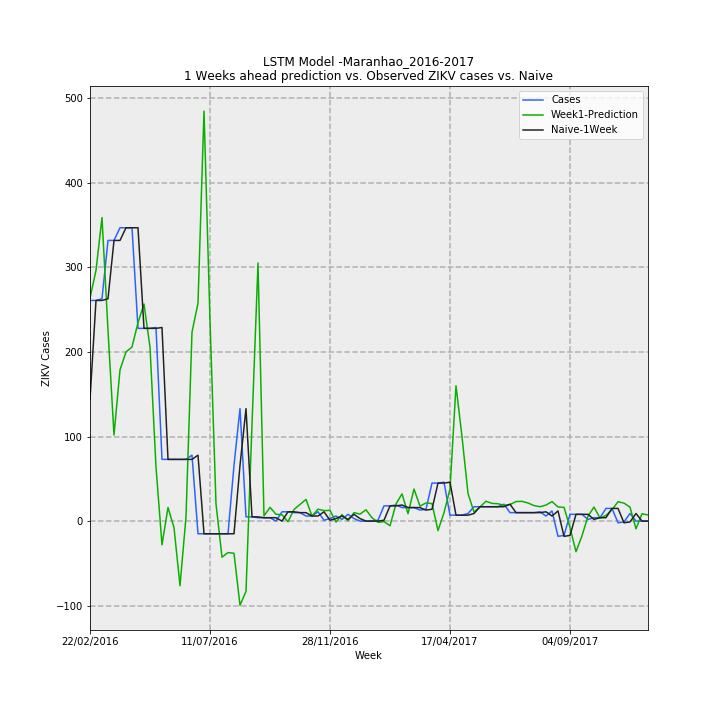 LSTM Model -Maranhao_2016-2017
1 Weeks ahead prediction vs. Observed ZIKV cases vs. Naive
Cases
Week1-Prediction
Naive-1Week
500
400
300
200
100
0
−100
ZIKV Cases
22/02/2016
11/07/2016
28/11/2016
17/04/2017
04/09/2017
Week